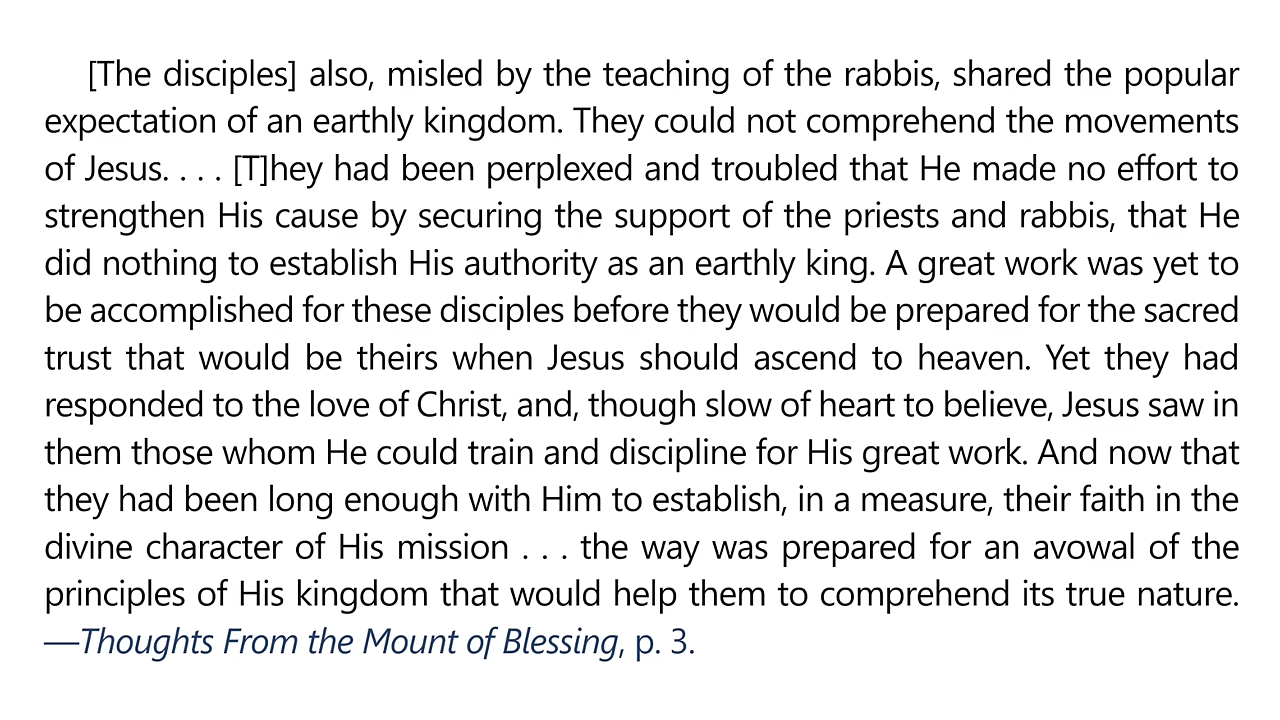 [The disciples] also, misled by the teaching of the rabbis, shared the popular
expectation of an earthly kingdom. They could not comprehend the movements
of Jesus. . . . [T]hey had been perplexed and troubled that He made no effort to
strengthen His cause by securing the support of the priests and rabbis, that He
did nothing to establish His authority as an earthly king. A great work was yet to
be accomplished for these disciples before they would be prepared for the sacred
trust that would be theirs when Jesus should ascend to heaven. Yet they had
responded to the love of Christ, and, though slow of heart to believe, Jesus saw in
them those whom He could train and discipline for His great work. And now that
they had been long enough with Him to establish, in a measure, their faith in the
divine character of His mission . . . the way was prepared for an avowal of the
principles of His kingdom that would help them to comprehend its true nature.
—Thoughts From the Mount of Blessing, p. 3.